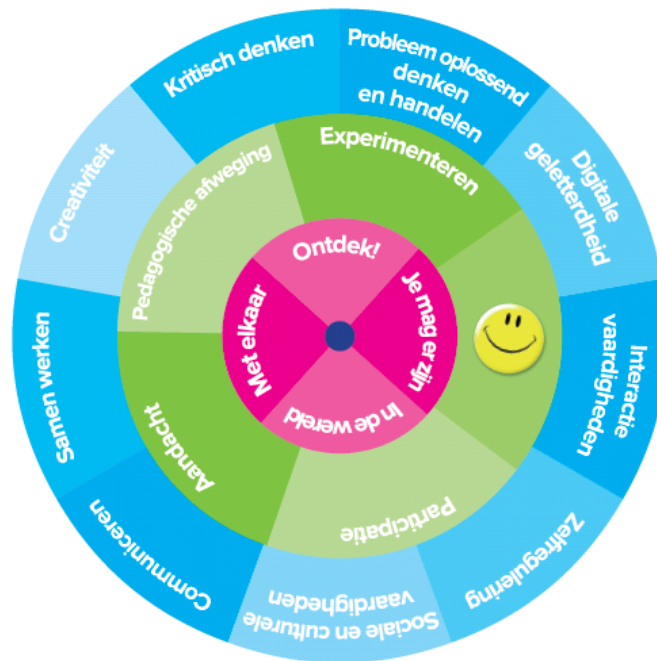 Kritisch denken
Probleem oplossend
denken
en handelen
Digitale
geletterdheid
Interactie
vaardigheden
Zelfregulering
Sociale en culturele
vaardigheden
Communiceren
Samen werken
Creativiteit
Pedagogische afweging
Experimenteren
Participatie
Aandacht
Ontdek!
Je mag er zijn
In de wereld
Met elkaar